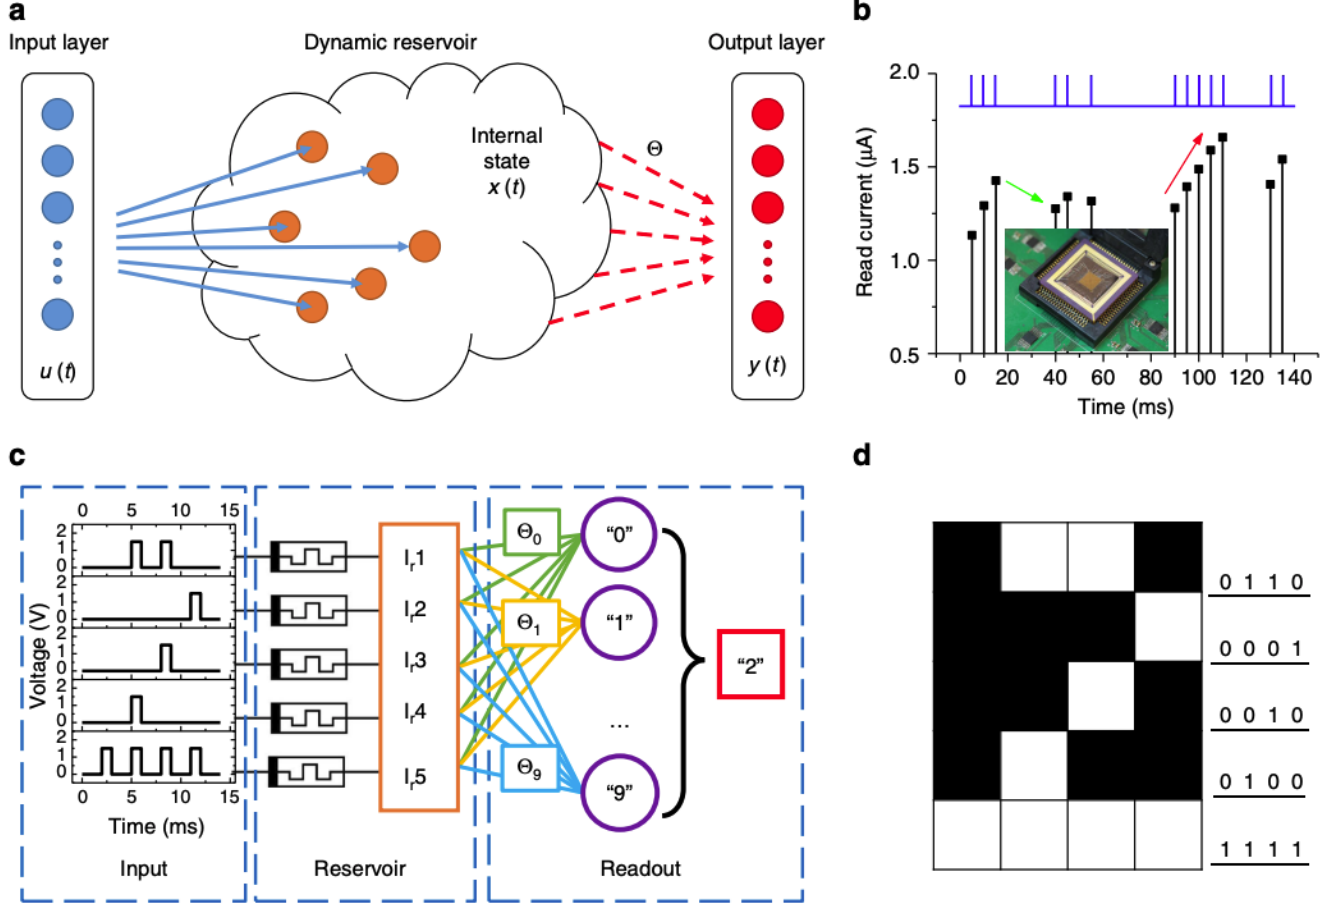 a
Input layer
Dynamic reservoir
Output layer
Internal
state
x (t)
Θ
u (t)
y (t)
b
2.0
1.5
1.0
0.5
Read current (μA)
0 20 40 60 80 100 120 140
Time (ms)
c
0 5 10 15
2
1
0
2
1
0
2
1
0
2
1
0
2
1
0
Voltage (V)
0 5 10 15
Time (ms)
Input
Ir1
Ir2
Ir3
Ir4
Ir5
Reservoir
Θ0
Θ1
Θ9
“0”
“1”
...
“9”
“2”
Readout
d
0 1 1 0
0 0 0 1
0 0 1 0
0 1 0 0
1 1 1 1